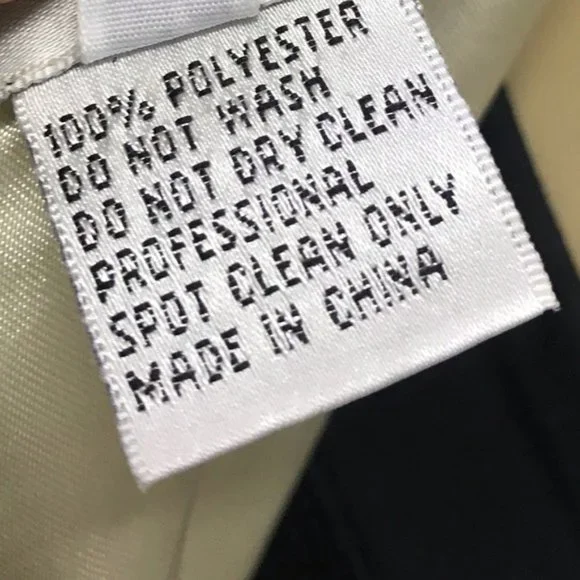 100% POLYESTER
DO NOT WASH
DO NOT DRY CLEAN
PROFESSIONAL
SPOT CLEAN ONLY
MADE IN CHINA